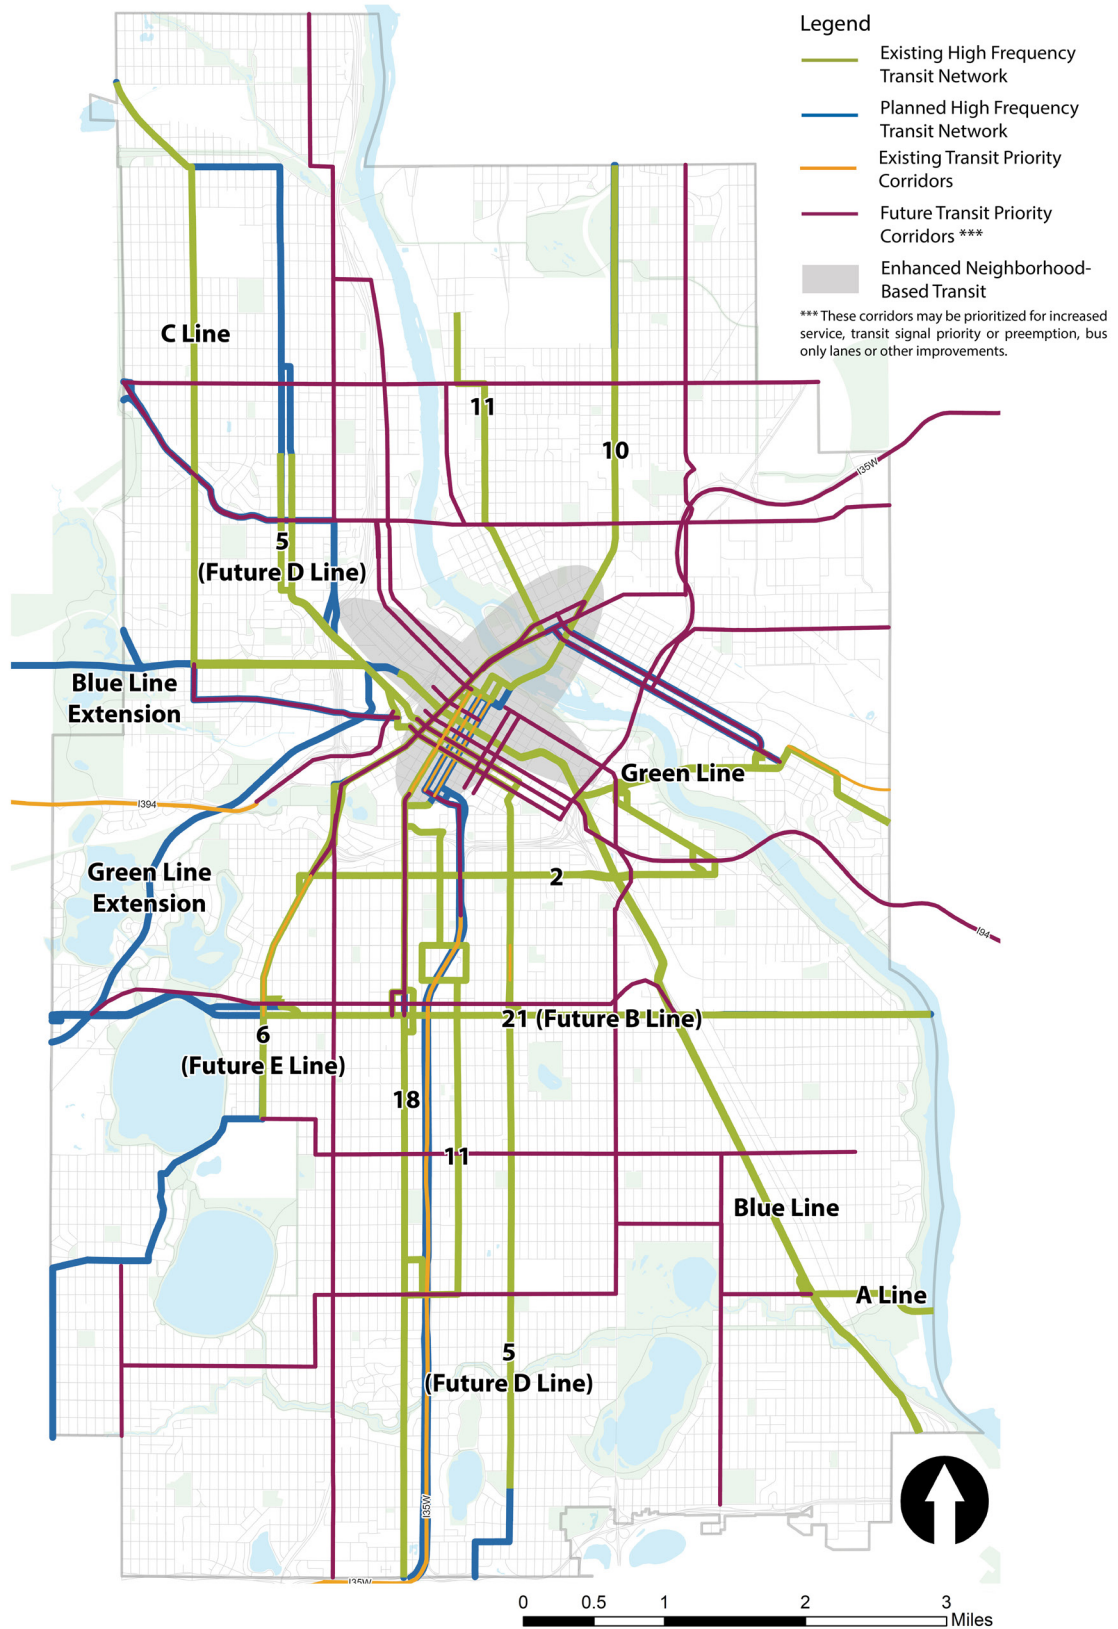 Legend
Existing High Frequency
Transit Network
Planned High Frequency
Transit Network
Existing Transit Priority
Corridors
Future Transit Priority
Corridors ***
Enhanced Neighborhood-
Based Transit
*** These corridors may be prioritized for increased
service, transit signal priority or preemption, bus
only lanes or other improvements.
C Line
11
10
I35W
5
(Future D Line)
Blue Line
Extension
Green Line
I394
Green Line
Extension
2
I94
21 (Future B Line)
6
(Future E Line)
18
11
Blue Line
A Line
5
(Future D Line)
I35W
I35W
0 0.5 1 2 3
Miles